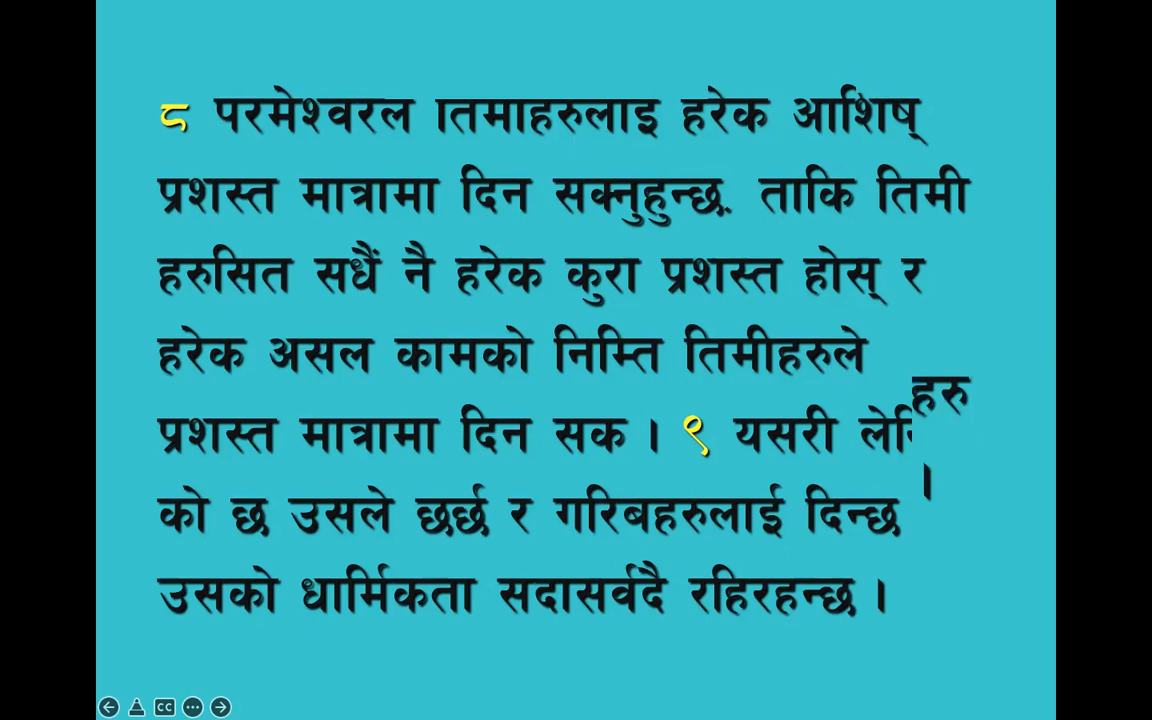 ८ परमेश्वरल ातमाहरुलाइ हरेक आशिष्
प्रशस्त मात्रामा दिन सक्नुहुन्छ, ताकि तिमी
हरुसित सधैं नै हरेक कुरा प्रशस्त होस् र
हरेक असल कामको निम्ति तिमीहरुले
हरु
प्रशस्त मात्रामा दिन सक । ९ यसरी
को छ उसले छर्छ र गरिबहरुलाई दिन्छ ।
उसको धार्मिकता सदासर्वदै रहिरहन्छ ।